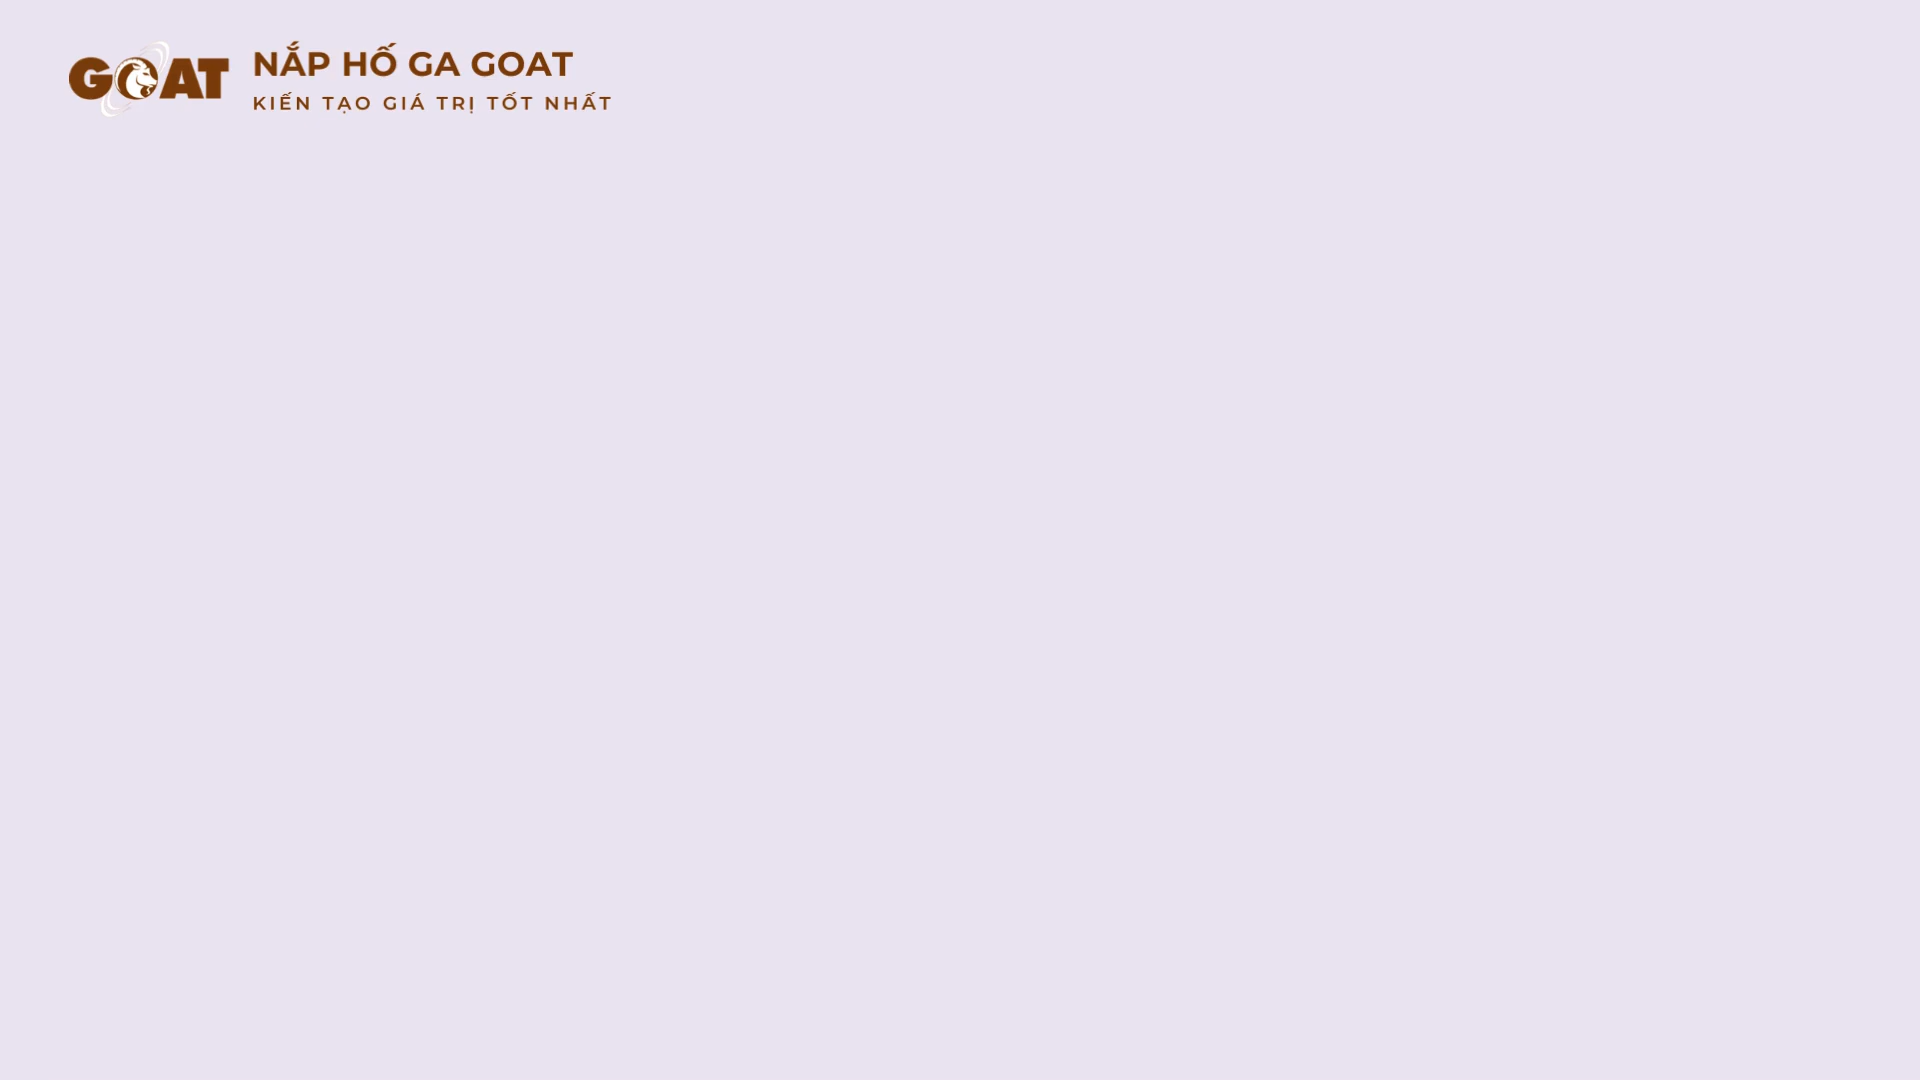 GOAT
NẮP HỐ GA GOAT
KIẾN TẠO GIÁ TRỊ TỐT NHẤT